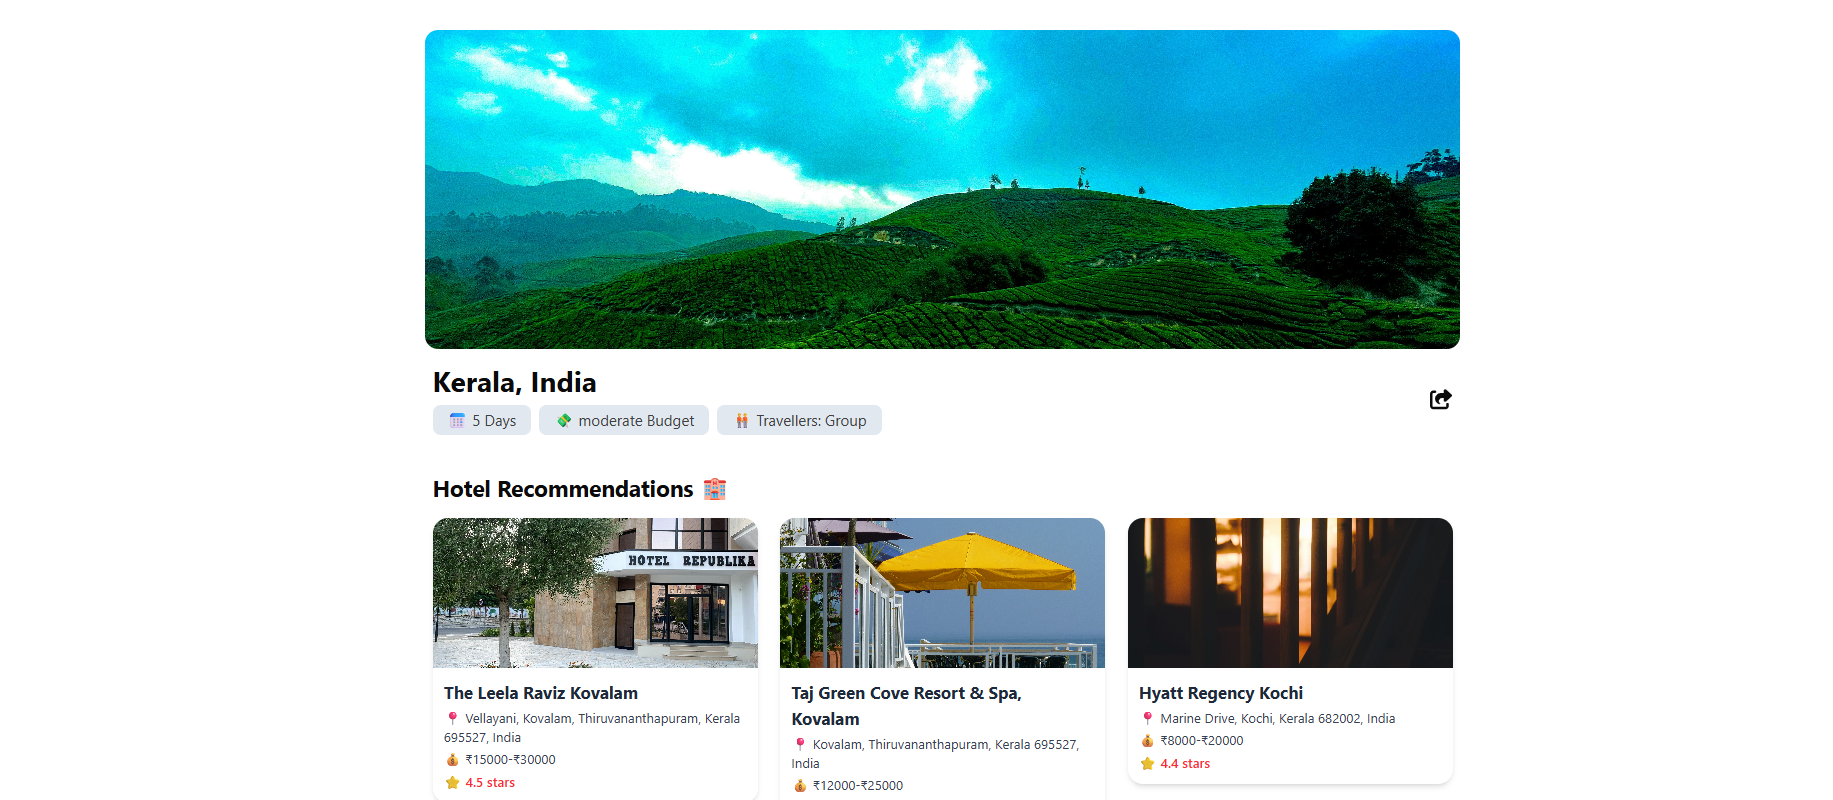 Kerala, India
5 Days
moderate Budget
Travellers: Group
Hotel Recommendations
HOTEL REPUBLIKA
The Leela Raviz Kovalam
Vellayani, Kovalam, Thiruvananthapuram, Kerala
695527, India
₹15000-₹30000
4.5 stars
Taj Green Cove Resort & Spa,
Kovalam
Kovalam, Thiruvananthapuram, Kerala 695527,
India
₹12000-₹25000
Hyatt Regency Kochi
Marine Drive, Kochi, Kerala 682002, India
₹8000-₹20000
4.4 stars